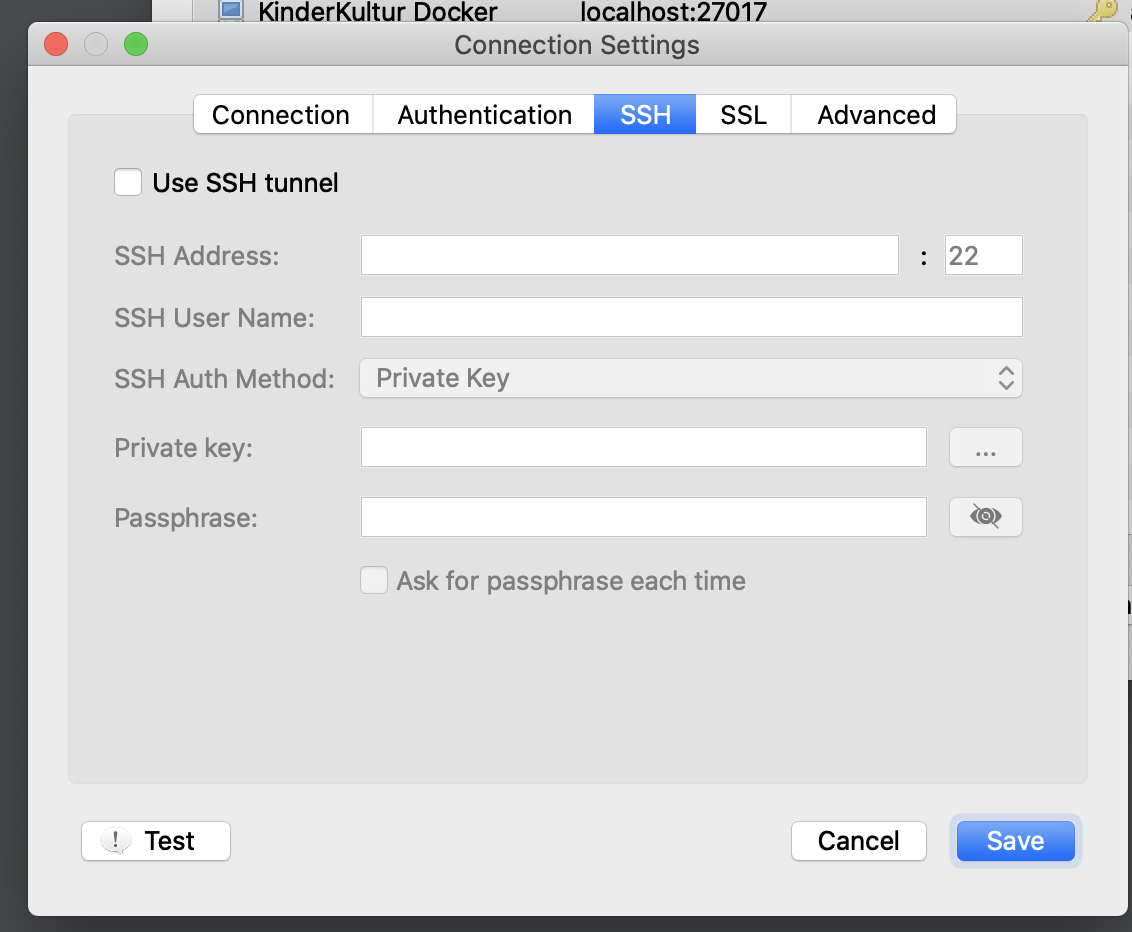 KinderKultur Docker localhost:27017
Connection Settings
Connection Authentication SSH SSL Advanced
Use SSH tunnel
SSH Address: : 22
SSH User Name:
SSH Auth Method: Private Key
Private key: ...
Passphrase:
Ask for passphrase each time
! Test Cancel Save